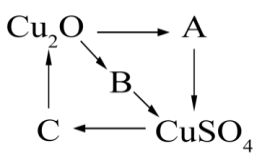 Cu₂O → A
B
C ← CuSO₄